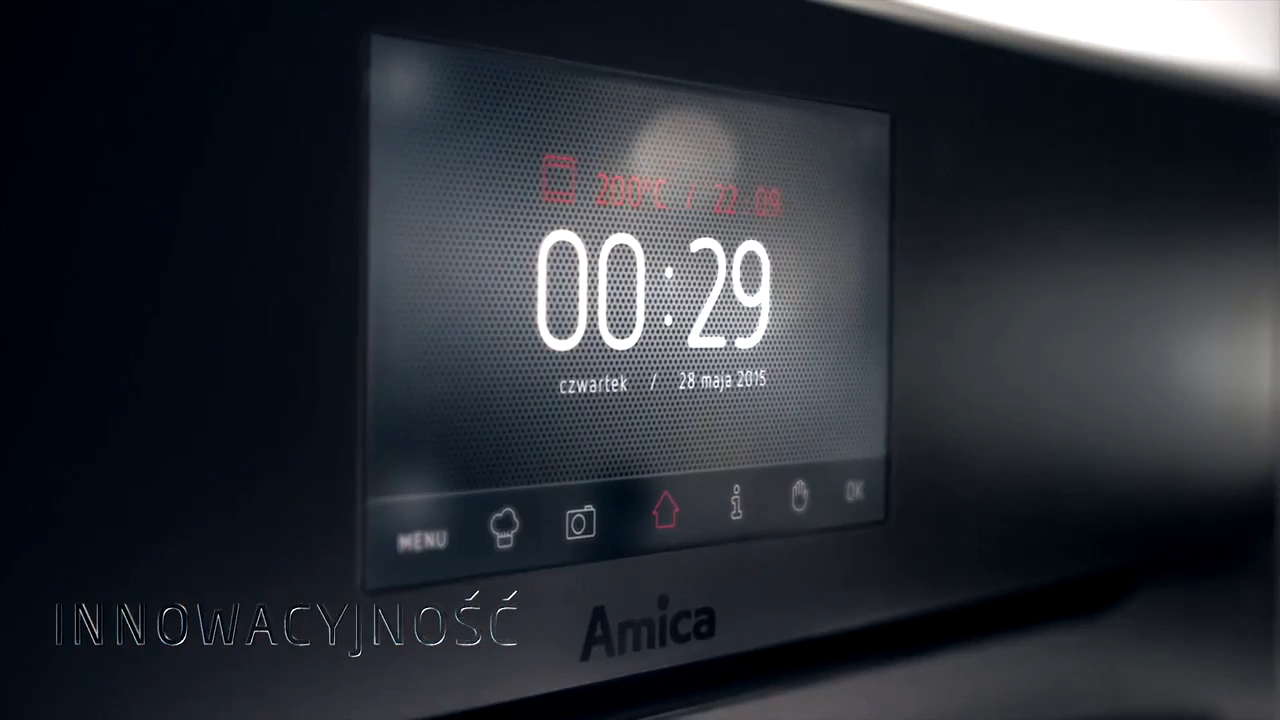 200°C / 22 09
00:29
czwartek / 28 maja 2015
MENU
OK
Amica
INNOWACYJNOŚĆ